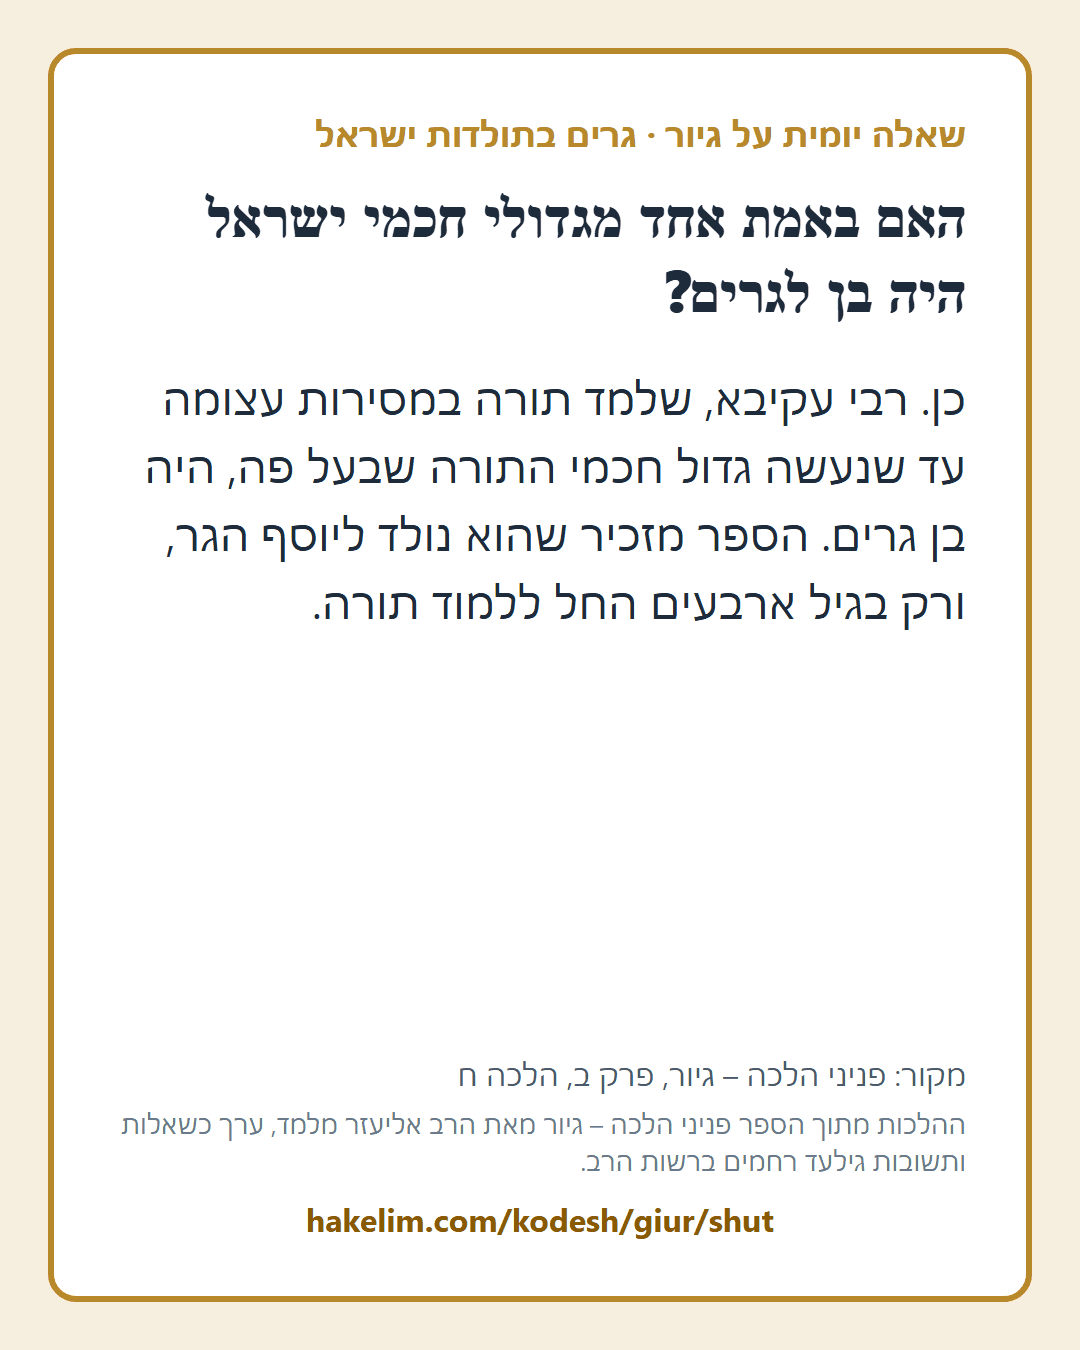 שאלה יומית על גיור · גרים בתולדות ישראל
האם באמת אחד מגדולי חכמי ישראל
היה בן לגרים?
כן. רבי עקיבא, שלמד תורה במסירות עצומה
עד שנעשה גדול חכמי התורה שבעל פה, היה
בן גרים. הספר מזכיר שהוא נולד ליוסף הגר,
ורק בגיל ארבעים החל ללמוד תורה.
מקור: פניני הלכה – גיור, פרק ב, הלכה ח
ההלכות מתוך הספר פניני הלכה – גיור מאת הרב אליעזר מלמד, ערך כשאלות
ותשובות גילעד רחמים ברשות הרב.
hakelim.com/kodesh/giur/shut